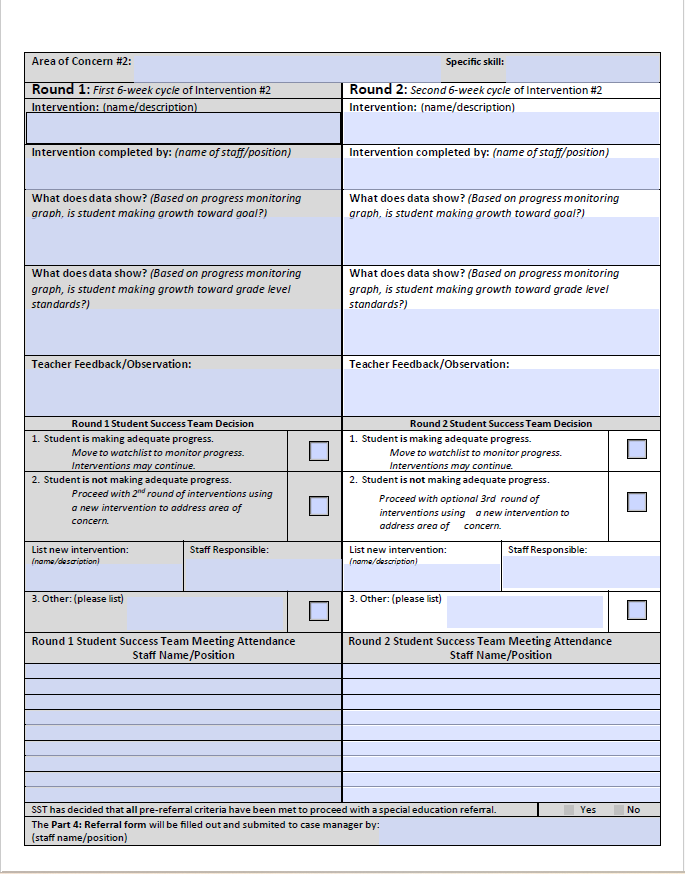 Area of Concern #2: Specific skill:
Round 1: First 6-week cycle of Intervention #2
Intervention: (name/description)
Intervention completed by: (name of staff/position)
What does data show? (Based on progress monitoring
graph, is student making growth toward goal?)
What does data show? (Based on progress monitoring
graph, is student making growth toward grade level
standards?)
Teacher Feedback/Observation:
Round 1 Student Success Team Decision
1. Student is making adequate progress.
Move to watchlist to monitor progress.
Interventions may continue.
2. Student is not making adequate progress.
Proceed with 2nd round of interventions using
a new intervention to address area of
concern.
List new intervention:
(name/description)
Staff Responsible:
3. Other: (please list)
Round 1 Student Success Team Meeting Attendance
Staff Name/Position
Round 2: Second 6-week cycle of Intervention #2
Intervention: (name/description)
Intervention completed by: (name of staff/position)
What does data show? (Based on progress monitoring
graph, is student making growth toward goal?)
What does data show? (Based on progress monitoring
graph, is student making growth toward grade level
standards?)
Teacher Feedback/Observation:
Round 2 Student Success Team Decision
1. Student is making adequate progress.
Move to watchlist to monitor progress.
Interventions may continue.
2. Student is not making adequate progress.
Proceed with optional 3rd round of
interventions using a new intervention to
address area of concern.
List new intervention:
(name/description)
Staff Responsible:
3. Other: (please list)
Round 2 Student Success Team Meeting Attendance
Staff Name/Position
SST has decided that all pre-referral criteria have been met to proceed with a special education referral. Yes No
The Part 4: Referral form will be filled out and submited to case manager by:
(staff name/position)